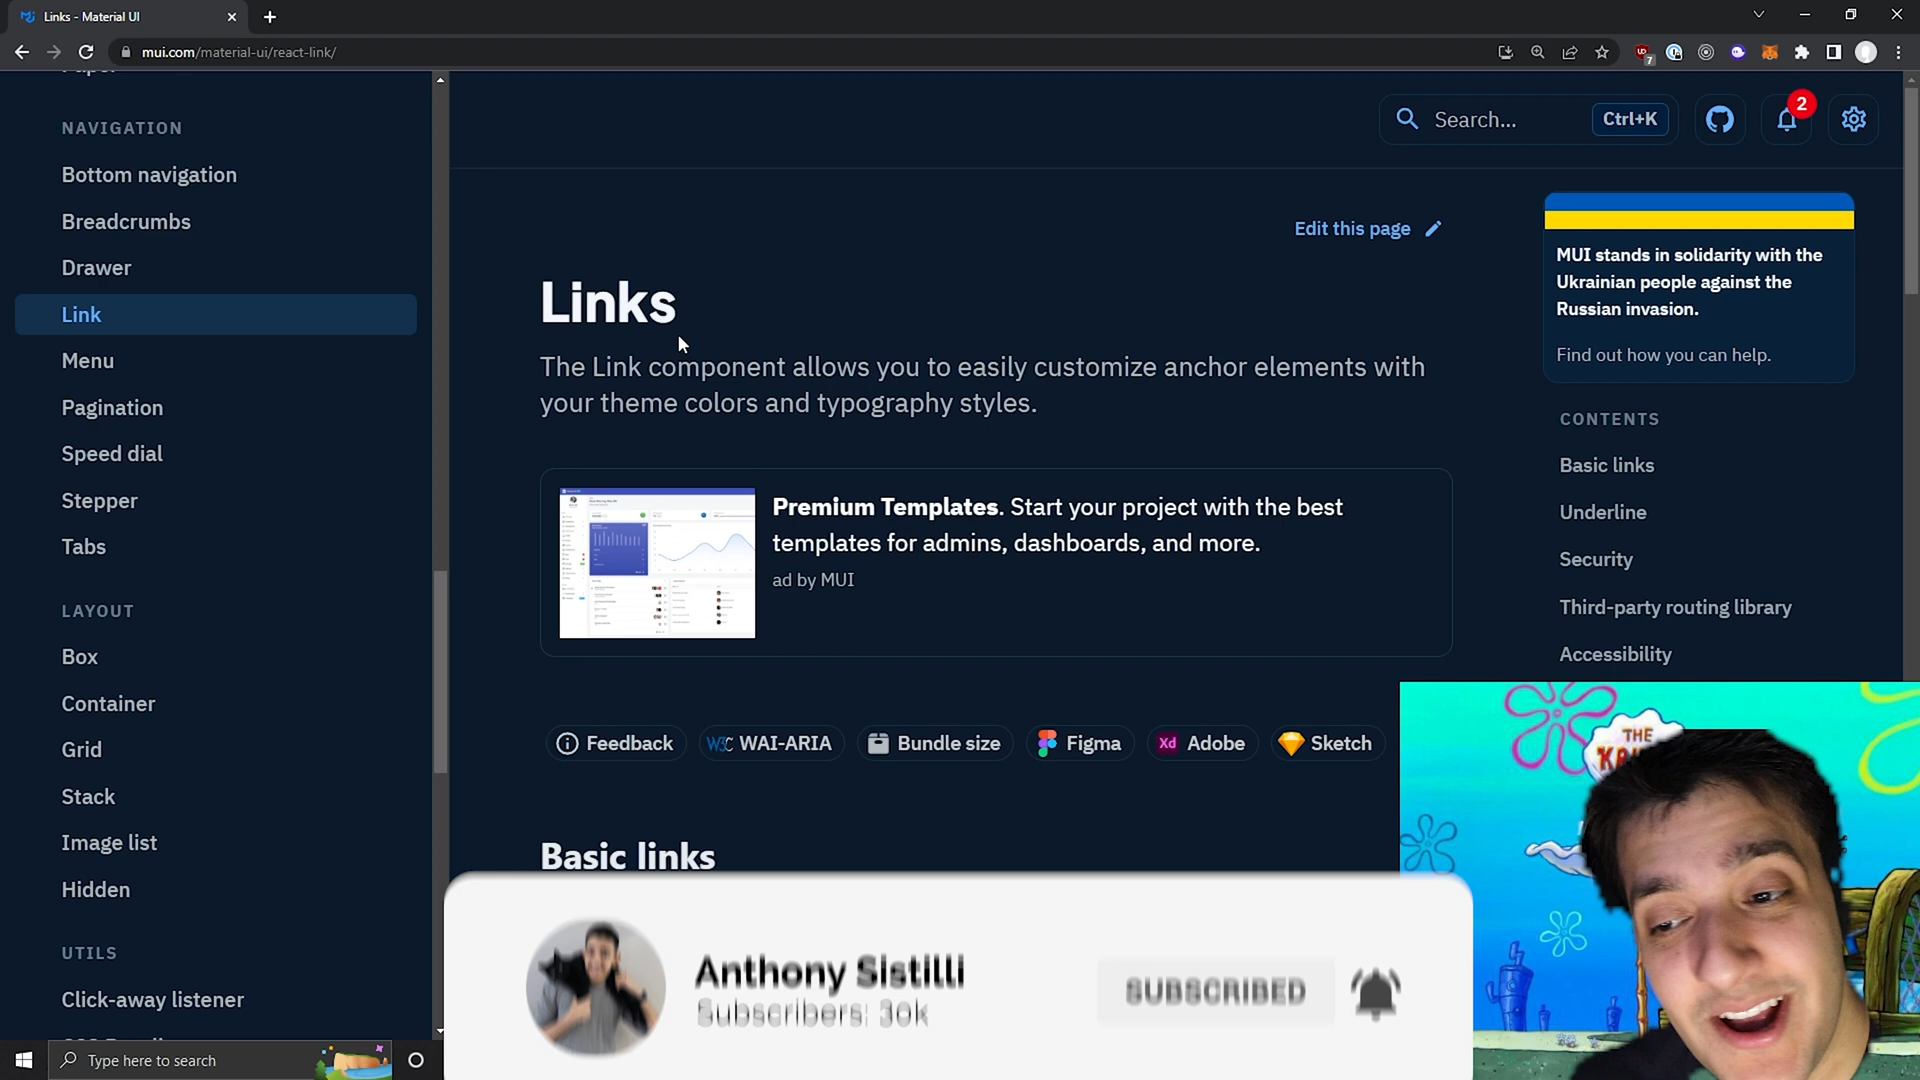 Links - Material UI
mui.com/material-ui/react-link/
7
NAVIGATION
Bottom navigation
Breadcrumbs
Drawer
Link
Menu
Pagination
Speed dial
Stepper
Tabs
LAYOUT
Box
Container
Grid
Stack
Image list
Hidden
UTILS
Click-away listener
Search...
Ctrl+K
2
Edit this page
Links
The Link component allows you to easily customize anchor elements with
your theme colors and typography styles.
Premium Templates. Start your project with the best
templates for admins, dashboards, and more.
ad by MUI
Feedback
W3C WAI-ARIA
Bundle size
Figma
Xd Adobe
Sketch
Basic links
MUI stands in solidarity with the
Ukrainian people against the
Russian invasion.
Find out how you can help.
CONTENTS
Basic links
Underline
Security
Third-party routing library
Accessibility
THE
Anthony Sistilli
Subscribers: 30k
SUBSCRIBED
Type here to search